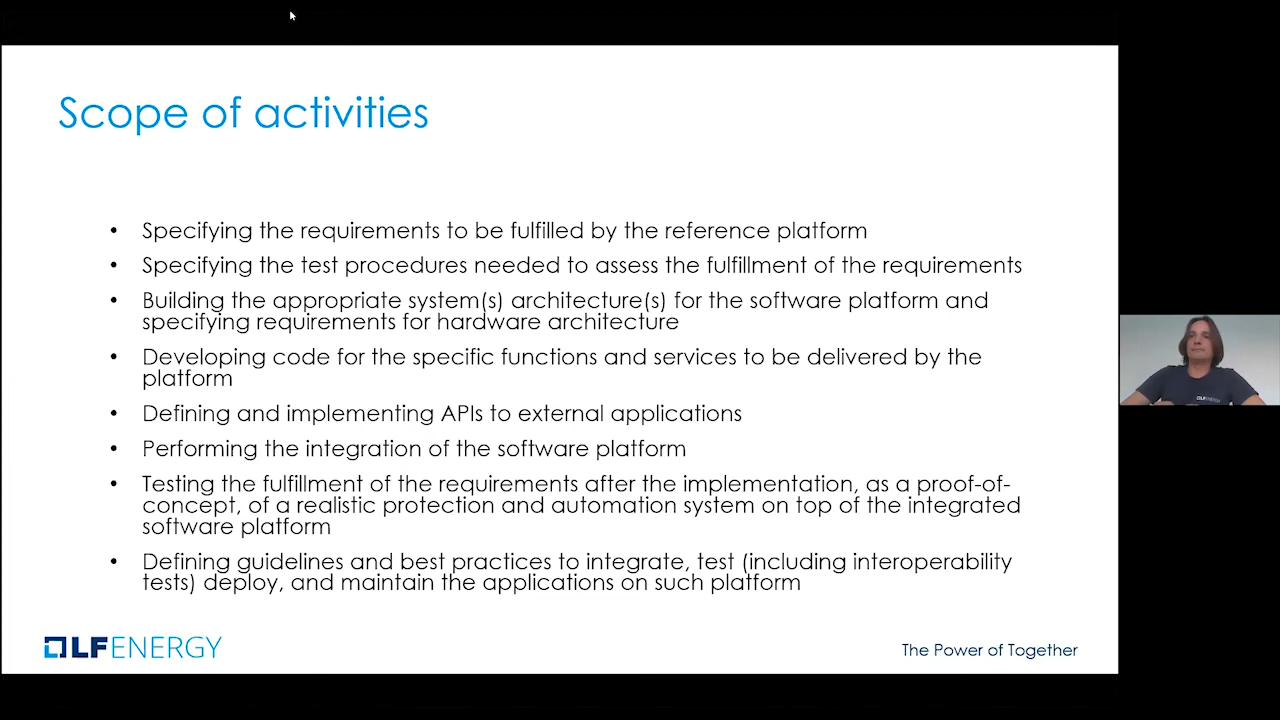 Scope of activities
• Specifying the requirements to be fulfilled by the reference platform
• Specifying the test procedures needed to assess the fulfillment of the requirements
• Building the appropriate system(s) architecture(s) for the software platform and
specifying requirements for hardware architecture
• Developing code for the specific functions and services to be delivered by the
platform
• Defining and implementing APIs to external applications
• Performing the integration of the software platform
• Testing the fulfillment of the requirements after the implementation, as a proof-of-
concept, of a realistic protection and automation system on top of the integrated
software platform
• Defining guidelines and best practices to integrate, test (including interoperability
tests) deploy, and maintain the applications on such platform
LFENERGY
The Power of Together
LFENERGY